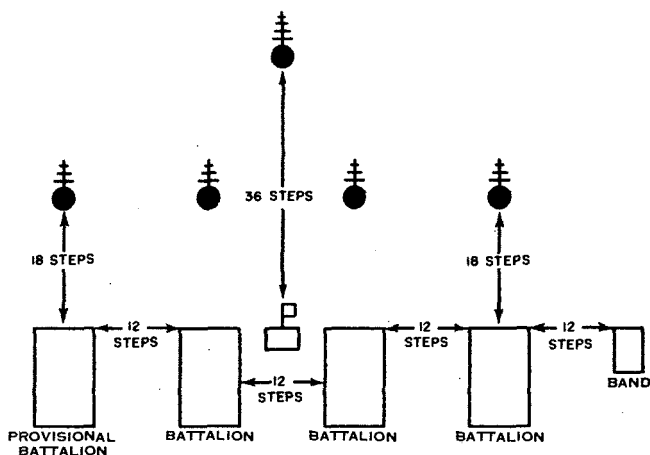 36 STEPS
18 STEPS
18 STEPS
12
STEPS
12
STEPS
12
STEPS
12
STEPS
BAND
PROVISIONAL
BATTALION
BATTALION
BATTALION
BATTALION